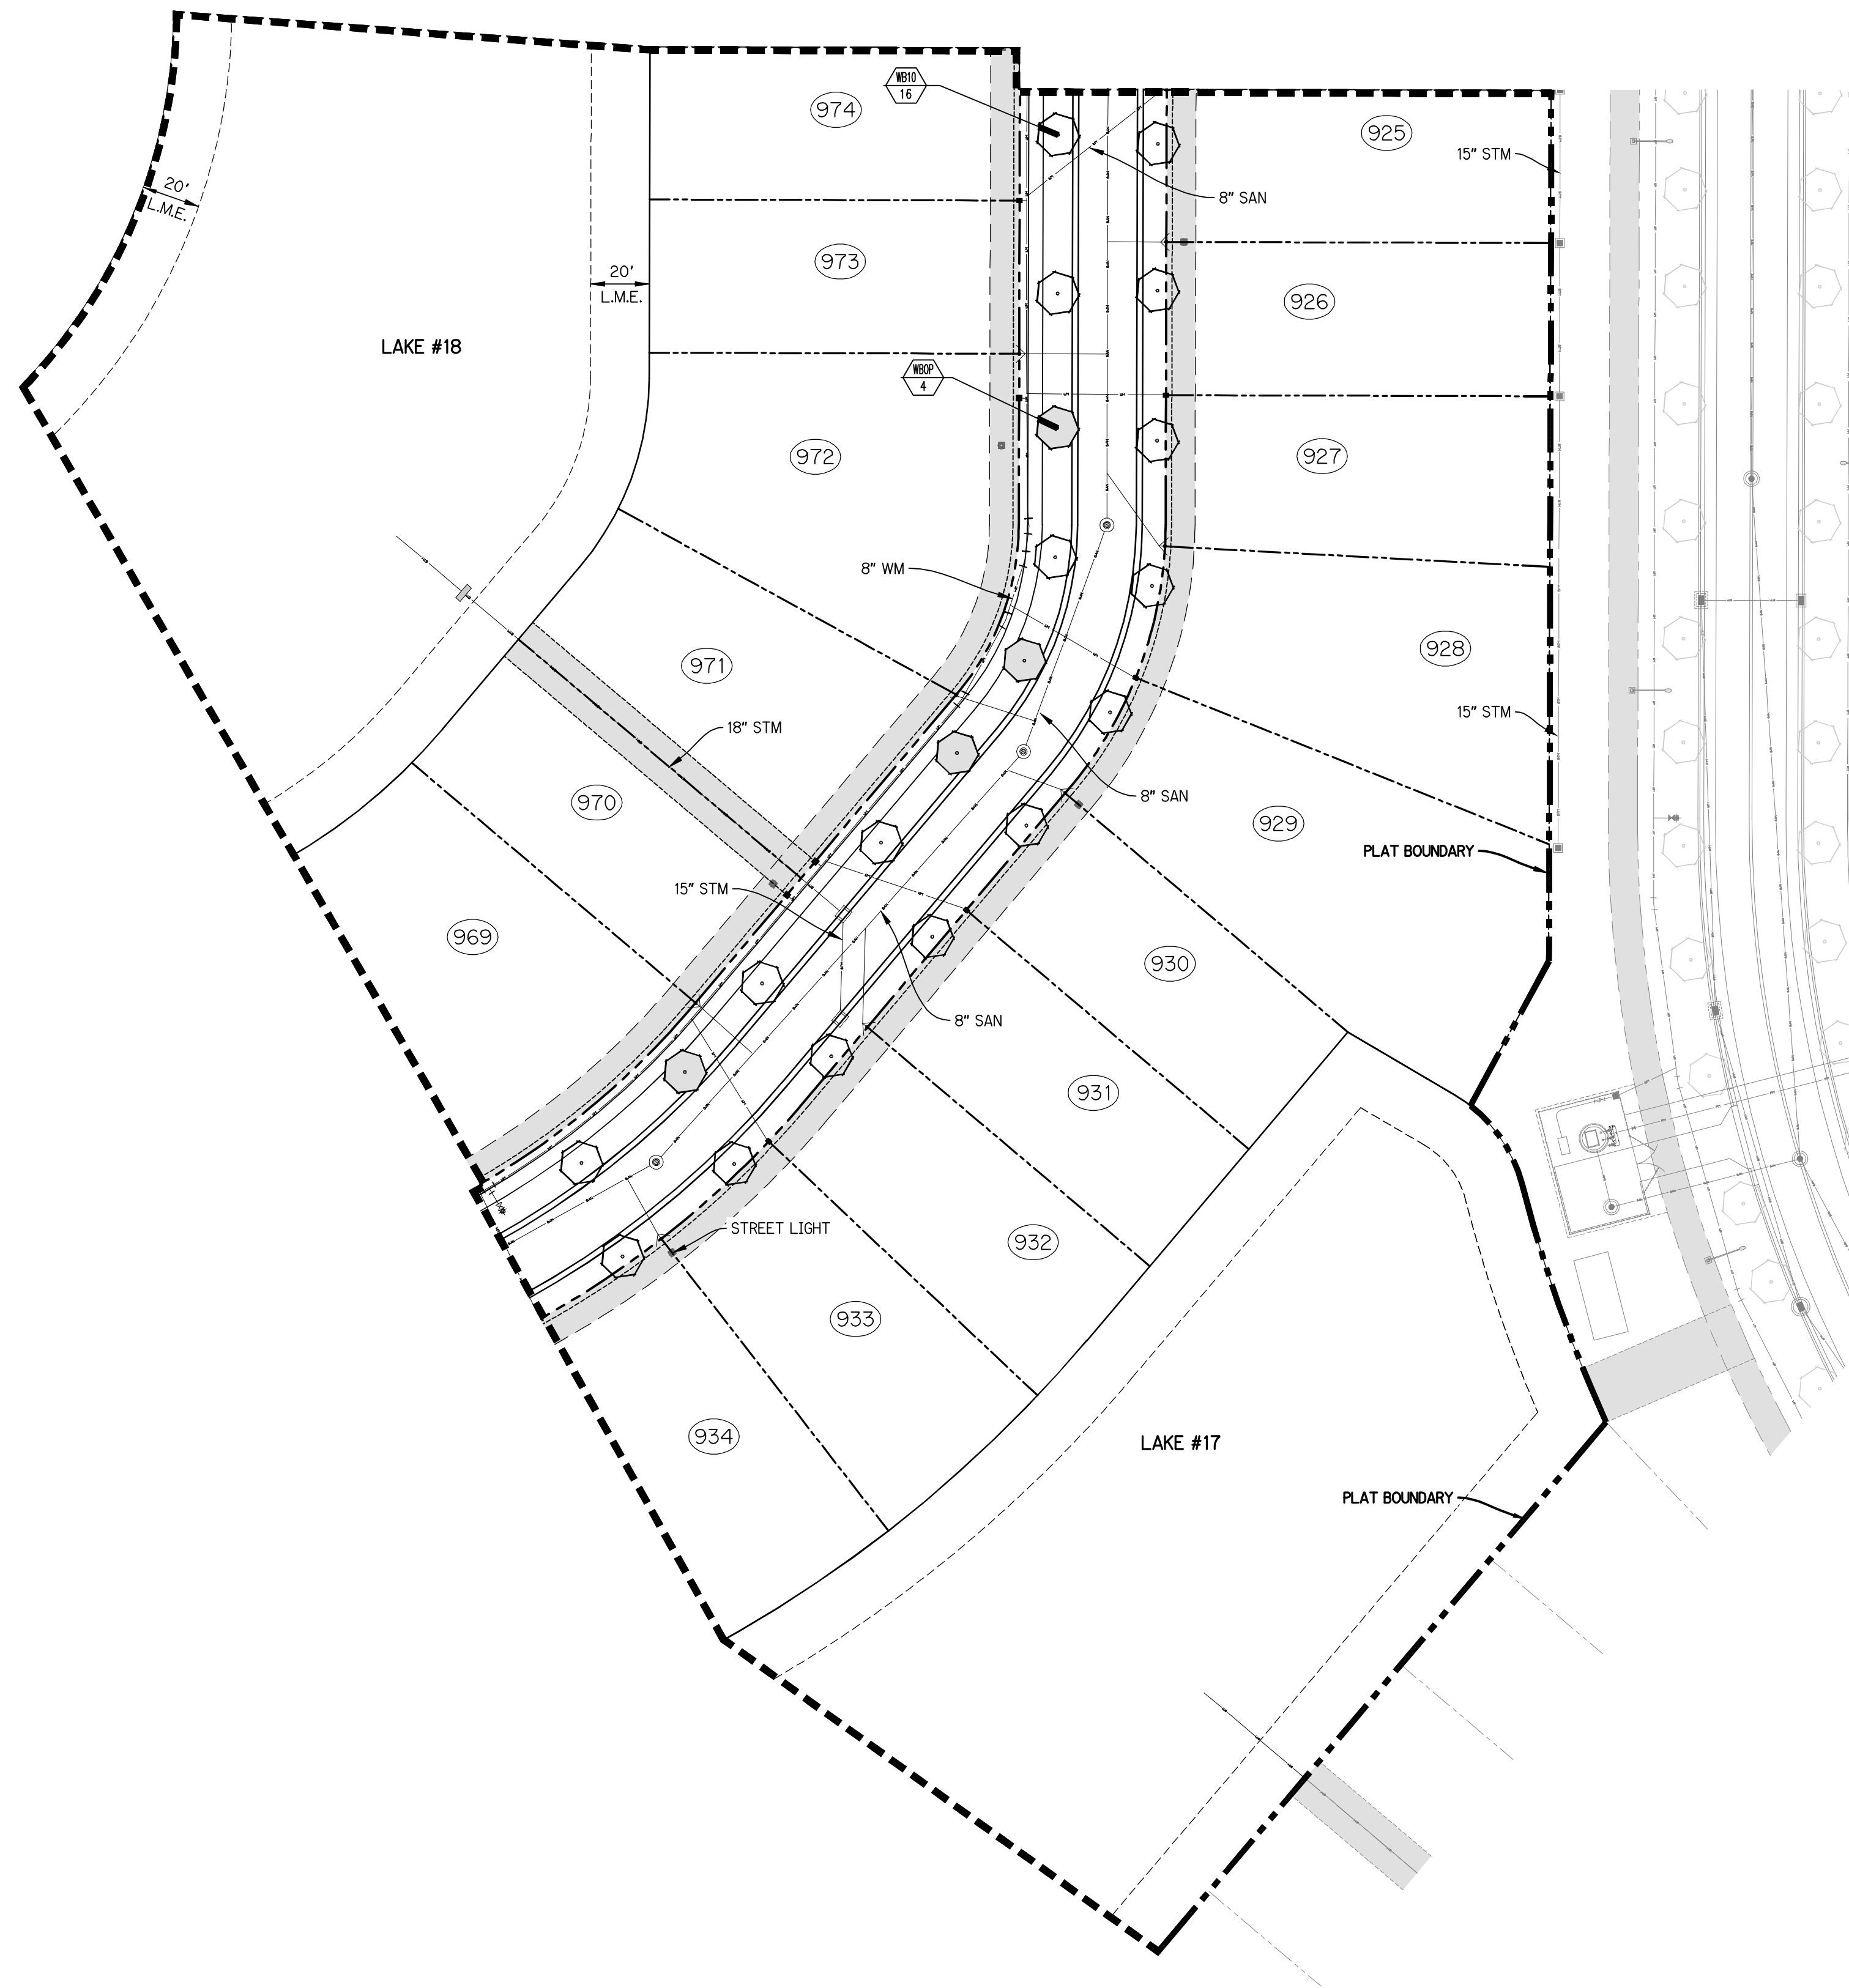 WB10
16
974
925
15" STM
20'
L.M.E.
8" SAN
973
20'
L.M.E.
926
LAKE #18
WBOP
4
972
927
8" WM
971
928
18" STM
15" STM
970
8" SAN
929
PLAT BOUNDARY
15" STM
969
930
8" SAN
931
STREET LIGHT
932
933
934
LAKE #17
PLAT BOUNDARY